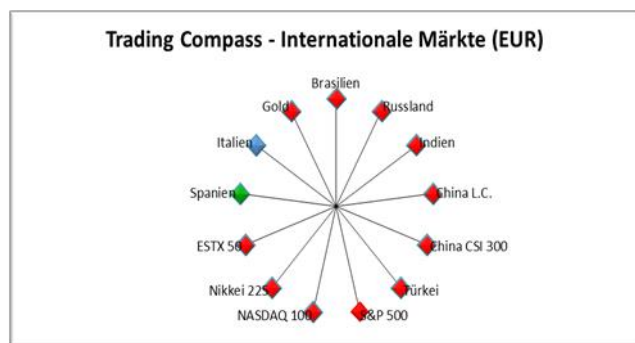 Trading Compass - Internationale Märkte (EUR)
Brasilien
Gold
Russland
Italien
Indien
Spanien
China L.C.
ESTX 50
China CSI 300
Nikkei 225
Türkei
NASDAQ 100
S&P 500